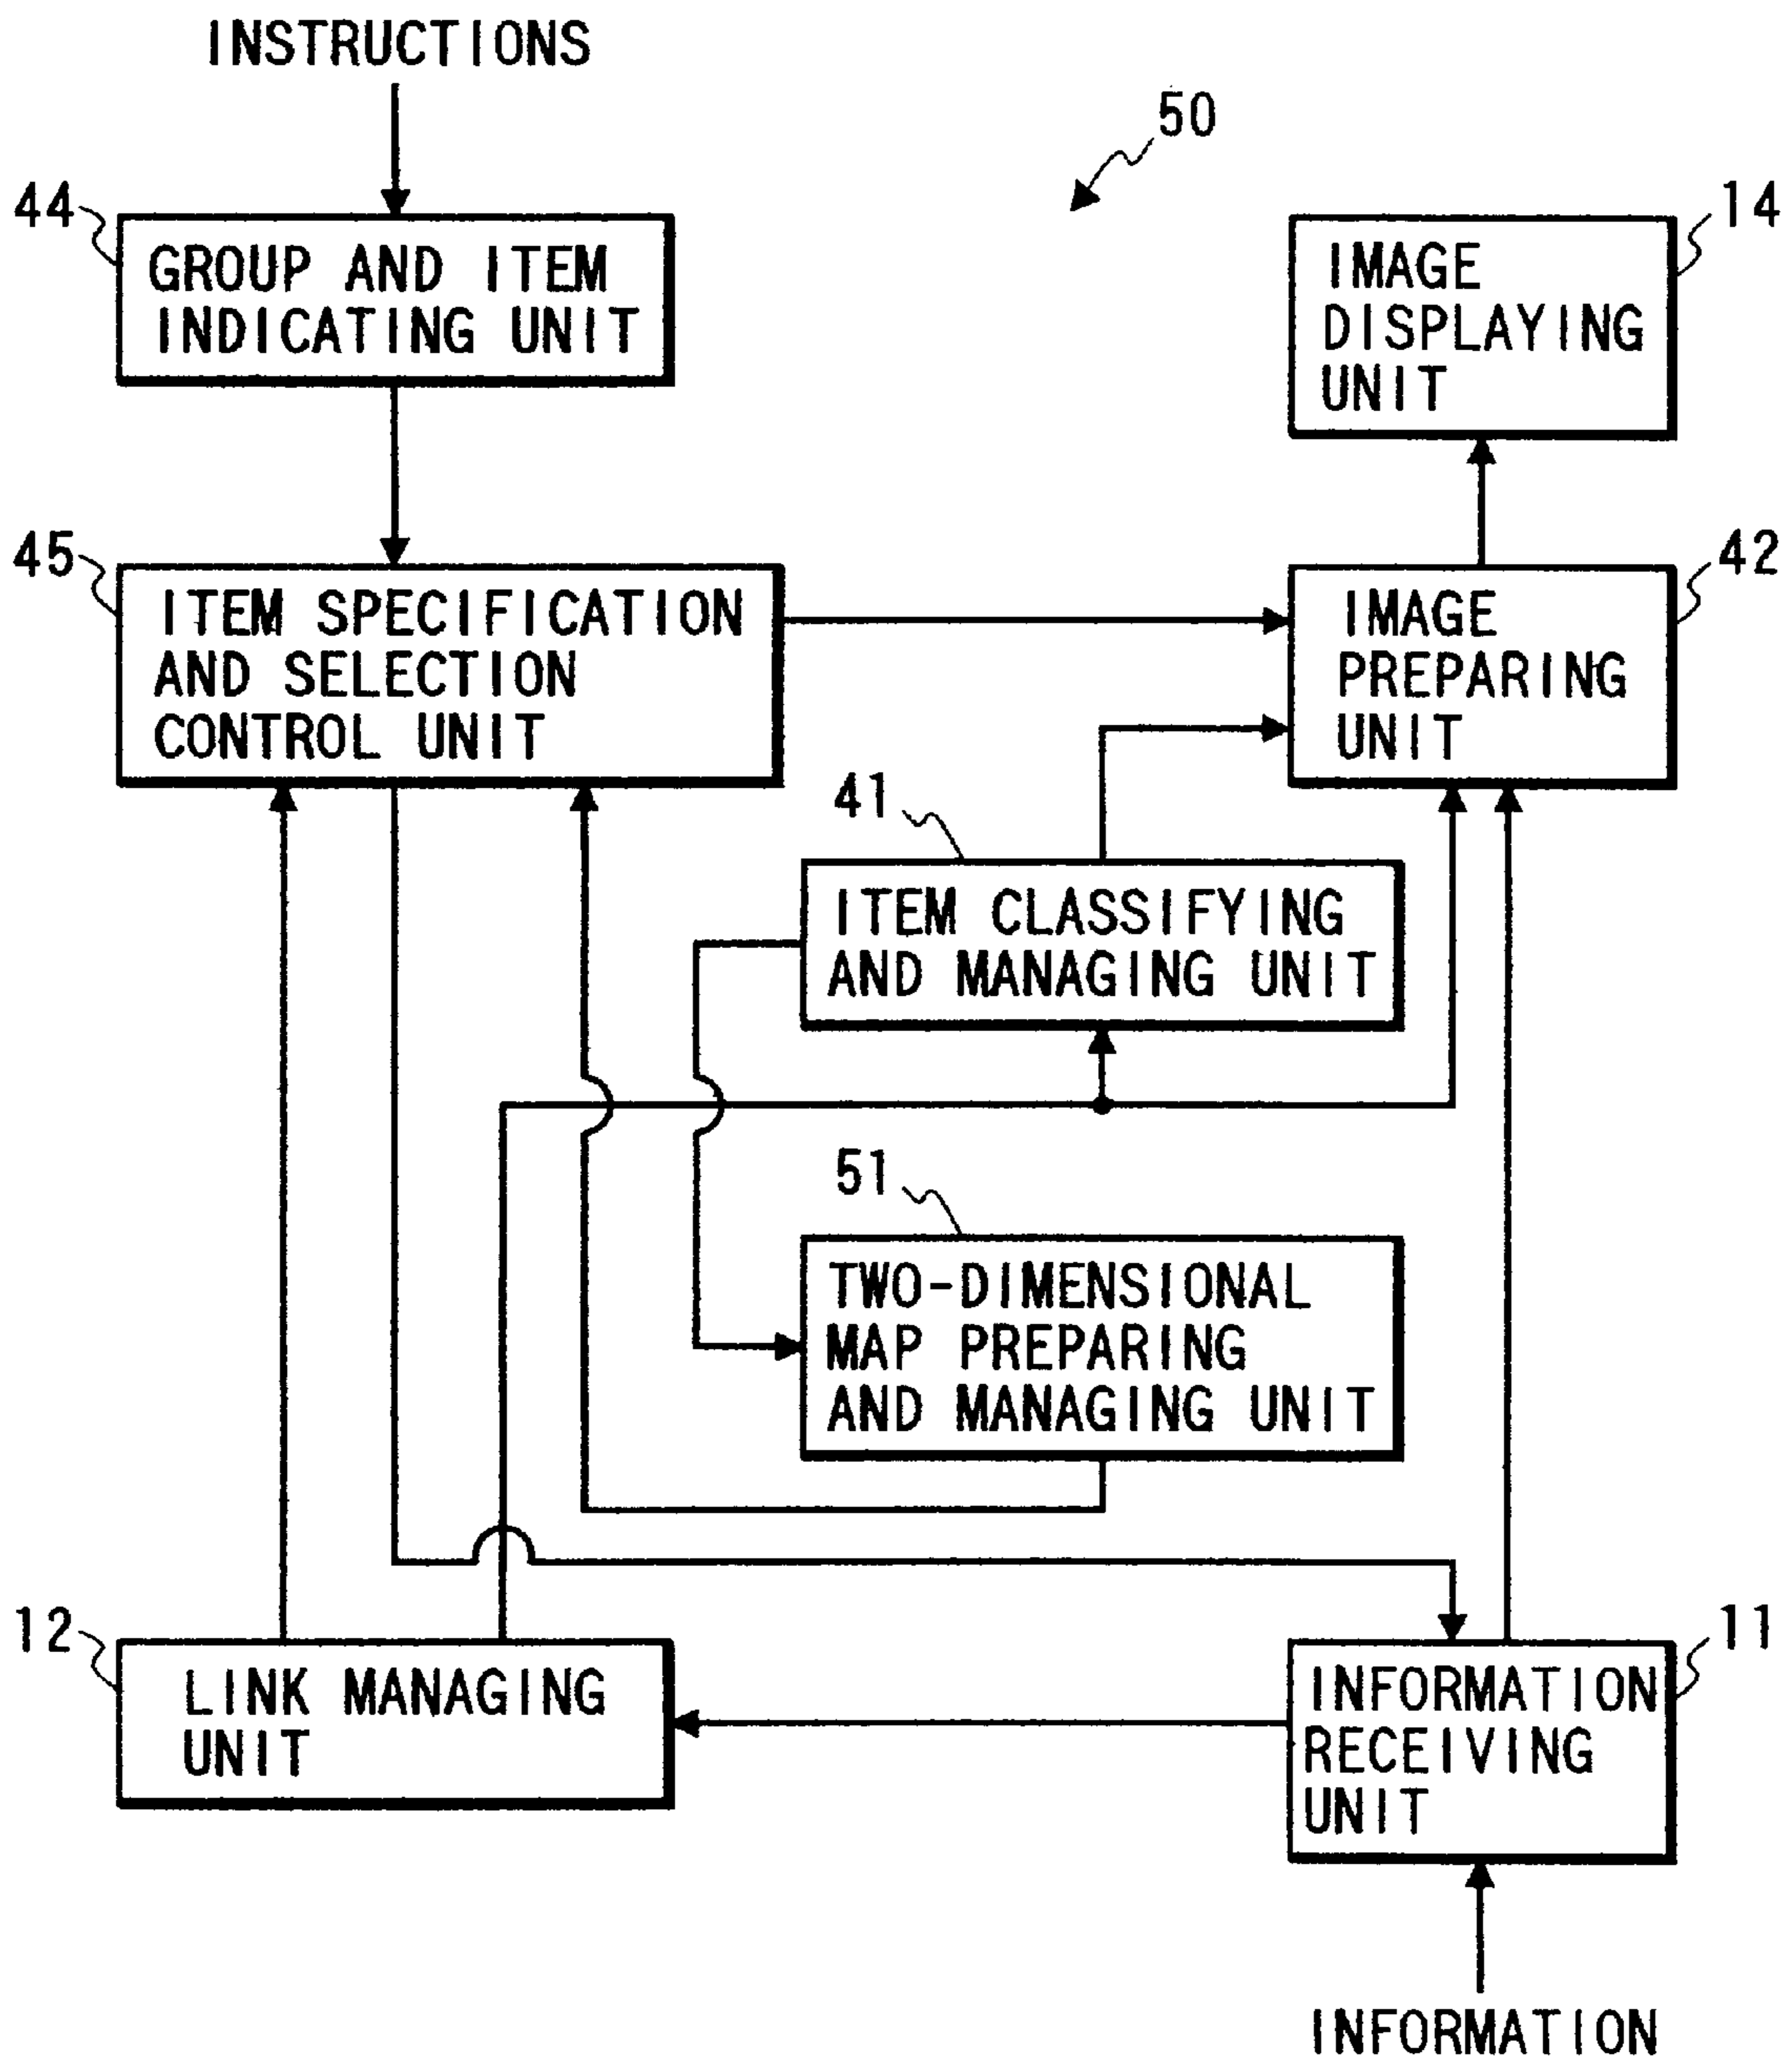 INSTRUCTIONS
50
44
GROUP AND ITEM
INDICATING UNIT
14
IMAGE
DISPLAYING
UNIT
45
ITEM SPECIFICATION
AND SELECTION
CONTROL UNIT
42
IMAGE
PREPARING
UNIT
41
ITEM CLASSIFYING
AND MANAGING UNIT
51
TWO-DIMENSIONAL
MAP PREPARING
AND MANAGING UNIT
12
LINK MANAGING
UNIT
11
INFORMATION
RECEIVING
UNIT
INFORMATION